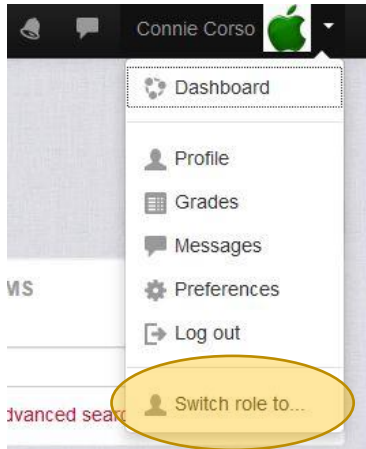 Connie Corso
Dashboard
Profile
Grades
Messages
Preferences
MS
Log out
Switch role to...
dvanced sear